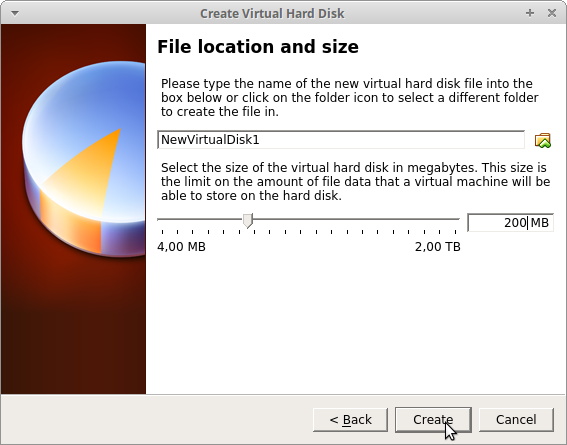 Create Virtual Hard Disk
File location and size
Please type the name of the new virtual hard disk file into the
box below or click on the folder icon to select a different folder
to create the file in.
NewVirtualDisk1
Select the size of the virtual hard disk in megabytes. This size is
the limit on the amount of file data that a virtual machine will be
able to store on the hard disk.
200 MB
4,00 MB 2,00 TB
< Back Create Cancel